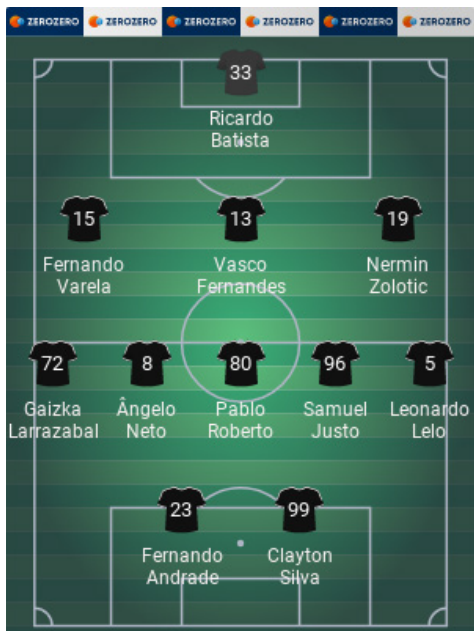 ZEROZERO ZEROZERO ZEROZERO ZEROZERO ZEROZERO ZEROZERO
33
Ricardo
Batista
15 13 19
Fernando Vasco Nermin
Varela Fernandes Zolotic
72 8 80 96 5
Gaizka Ângelo Pablo Samuel Leonardo
Larrazabal Neto Roberto Justo Lelo
23 99
Fernando Clayton
Andrade Silva